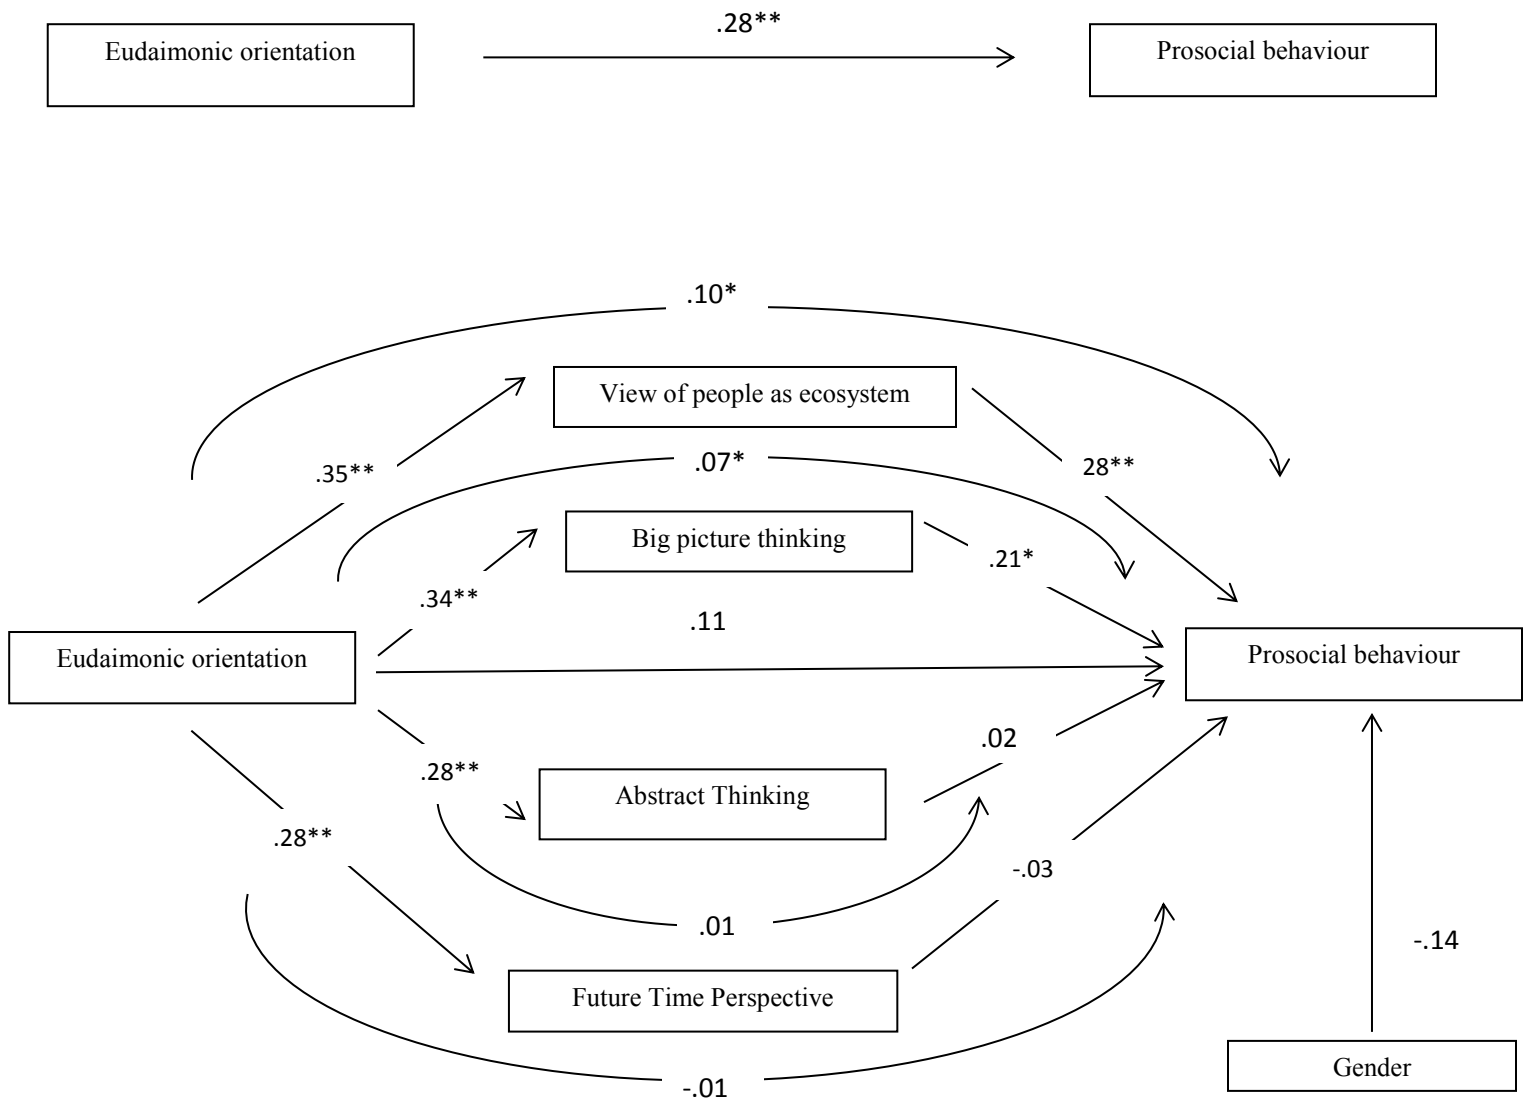 .28**
Eudaimonic orientation
Prosocial behaviour
.10*
View of people as ecosystem
.35**
.07*
28**
Big picture thinking
.21*
.34**
.11
Eudaimonic orientation
Prosocial behaviour
.02
.28**
Abstract Thinking
.28**
-.03
.01
-.14
Future Time Perspective
Gender
-.01